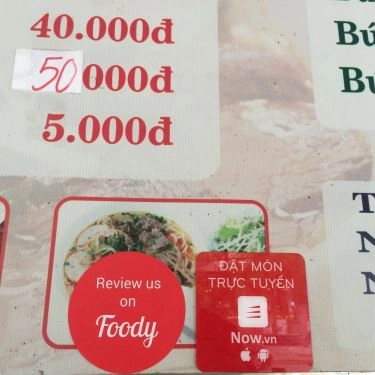 40.000đ
50.000đ
5.000đ
Review us
on
Foody
ĐẶT MÓN
TRỰC TUYẾN
Now.vn